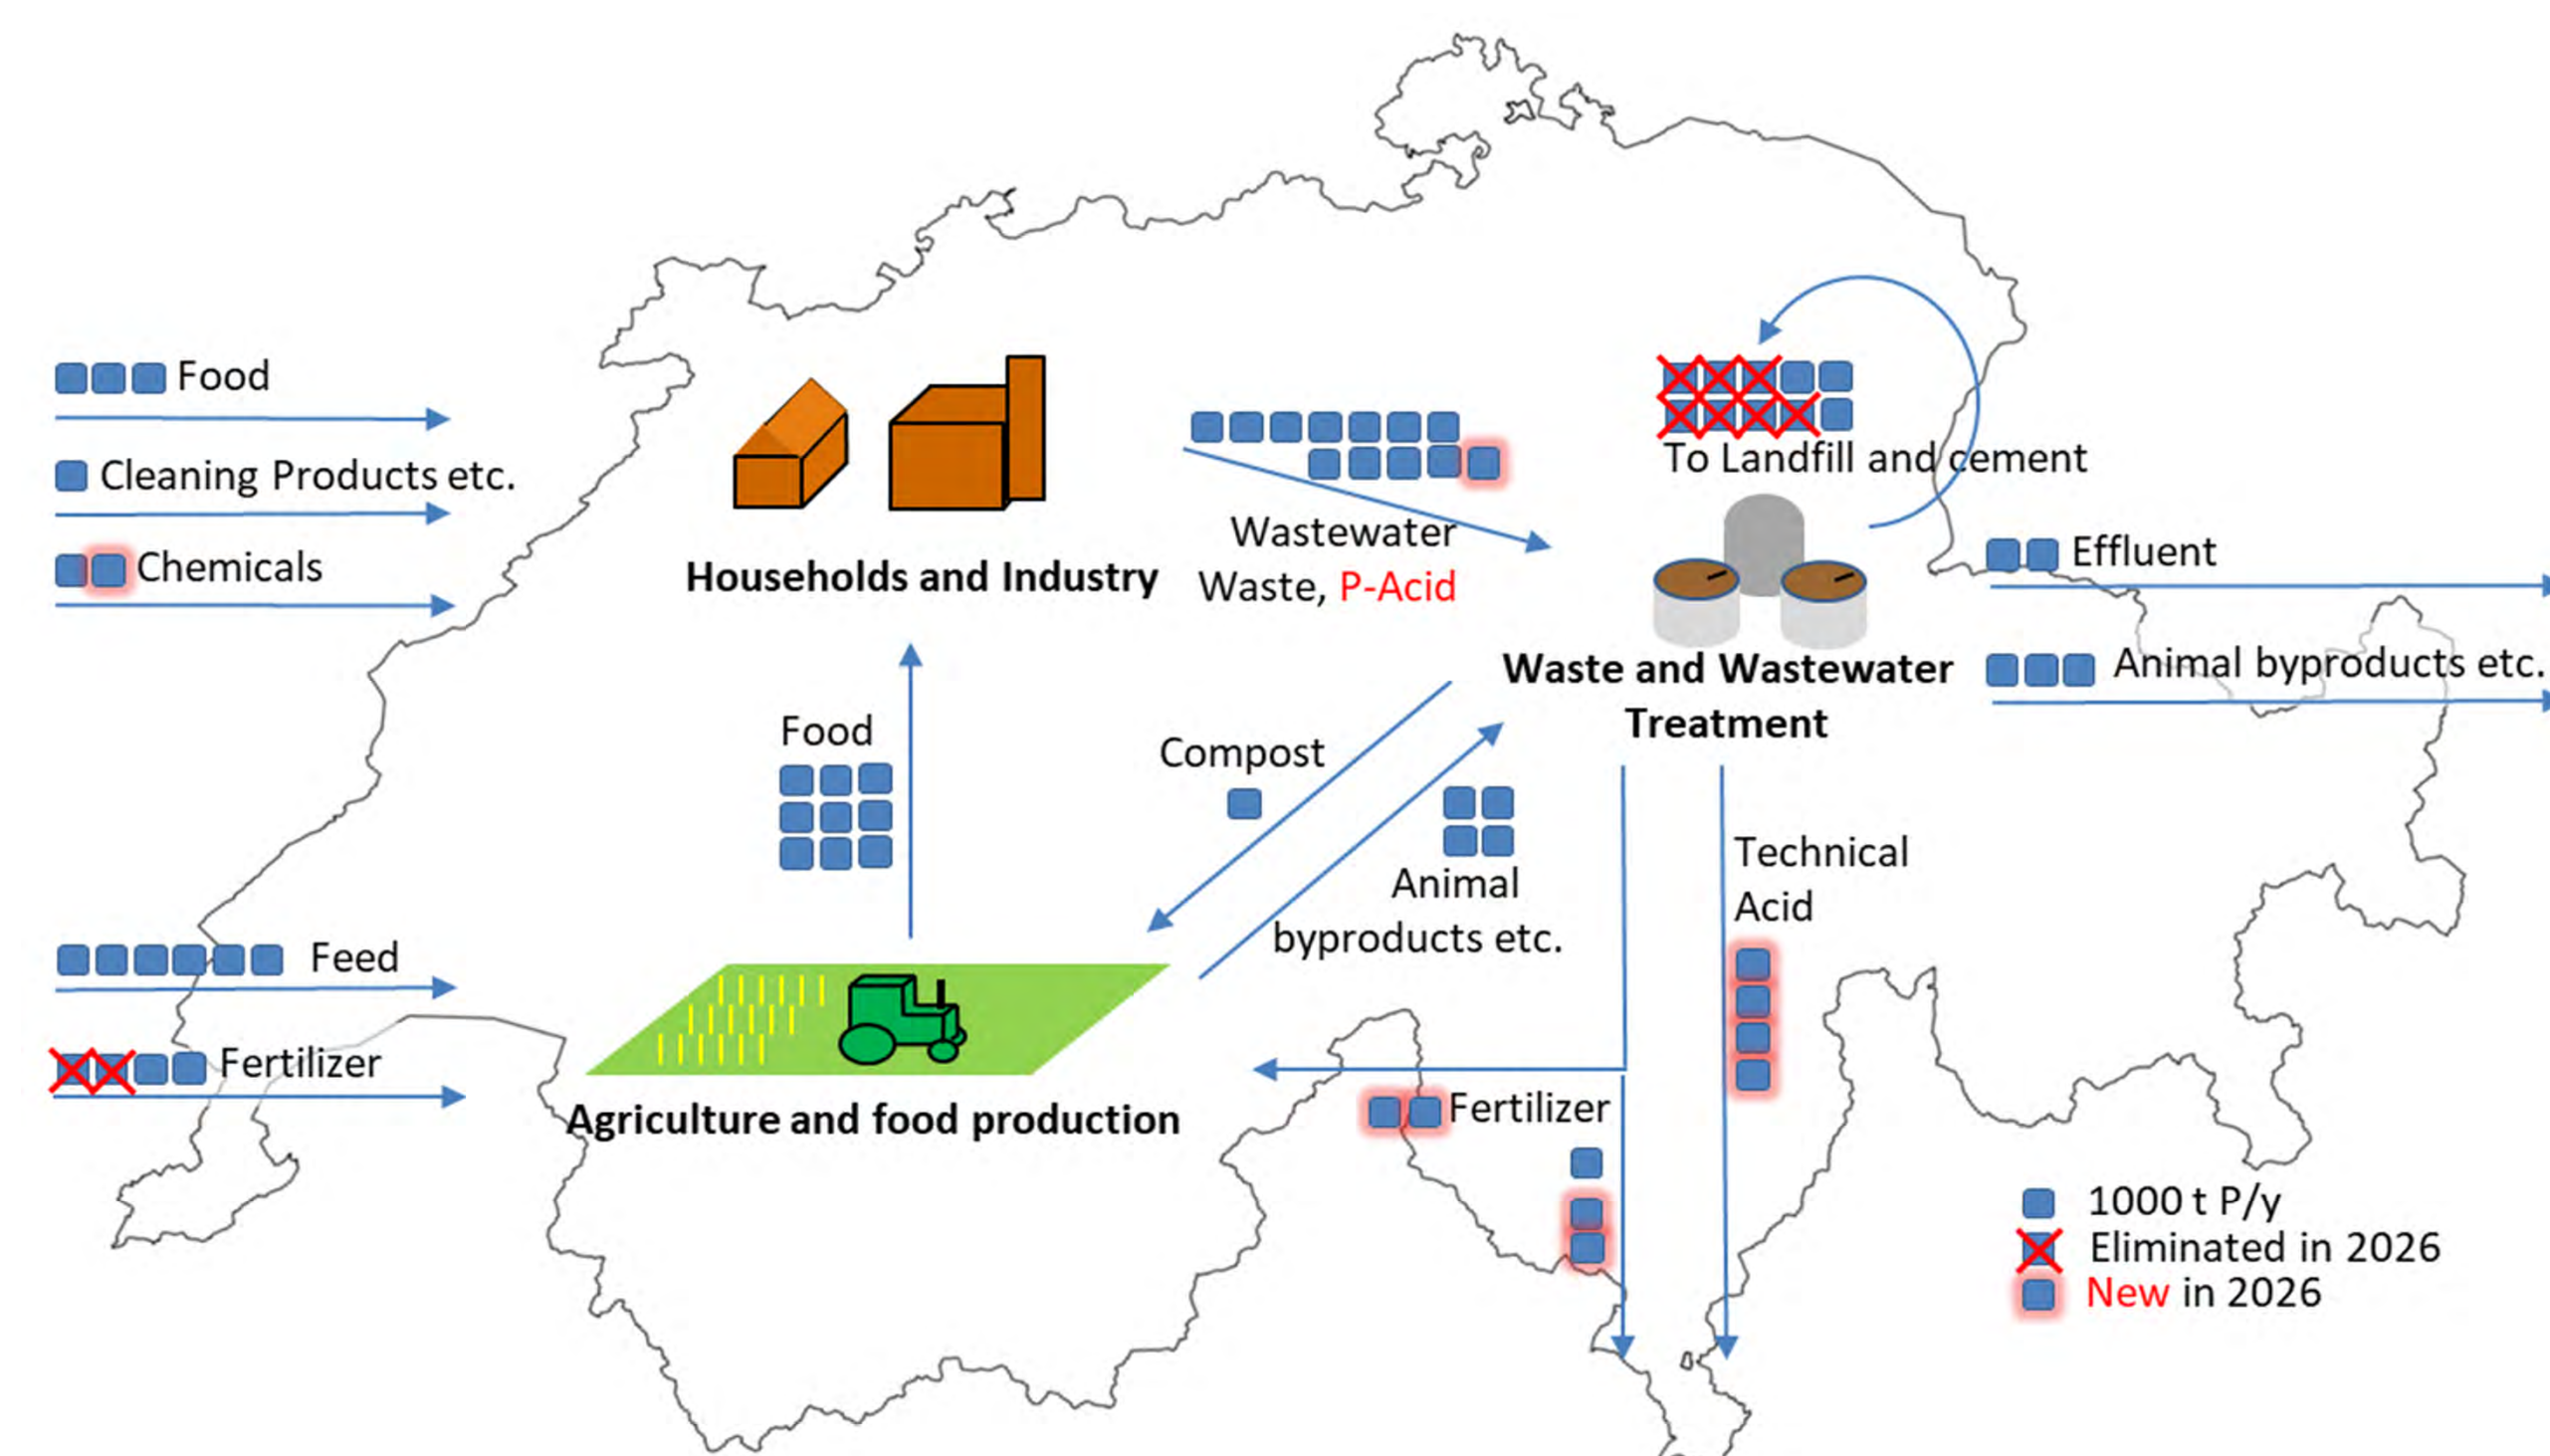 Food
Cleaning Products etc.
Chemicals
Households and Industry
Wastewater
Waste, P-Acid
To Landfill and cement
Effluent
Animal byproducts etc.
Waste and Wastewater
Treatment
Food
Compost
Animal
byproducts etc.
Technical
Acid
Feed
Fertilizer
Agriculture and food production
Fertilizer
1000 t P/y
Eliminated in 2026
New in 2026